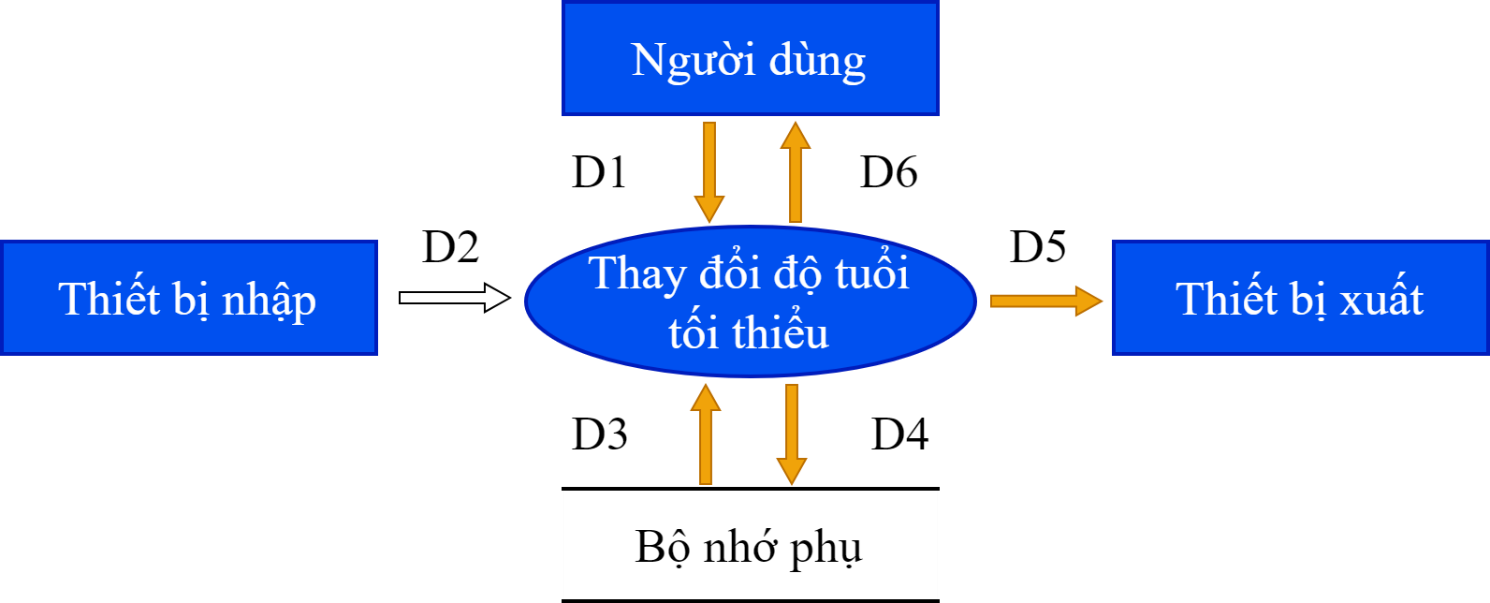 Người dùng
D1
D6
D2
D5
Thiết bị nhập
Thay đổi độ tuổi
tối thiểu
Thiết bị xuất
D3
D4
Bộ nhớ phụ